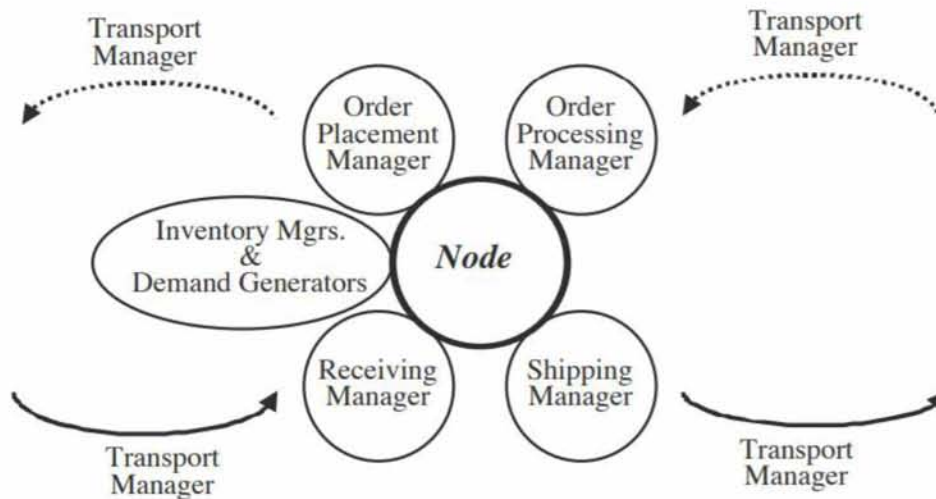 Transport
Manager
Transport
Manager
Order
Placement
Manager
Order
Processing
Manager
Inventory Mgrs.
&
Demand Generators
Node
Receiving
Manager
Shipping
Manager
Transport
Manager
Transport
Manager